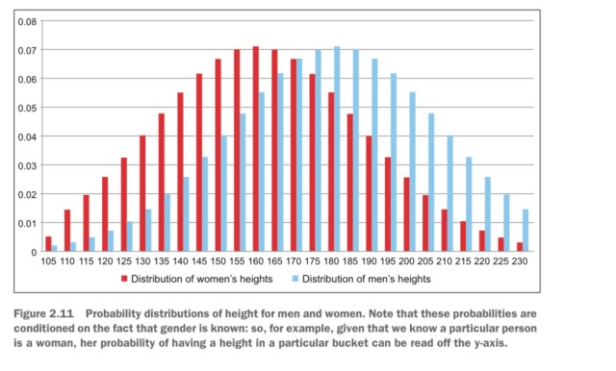 0.08
0.07
0.06
0.05
0.04
0.03
0.02
0.01
0
105 110 115 120 125 130 135 140 145 150 155 160 165 170 175 180 185 190 195 200 205 210 215 220 225 230
Distribution of women's heights Distribution of men's heights
Figure 2.11 Probability distributions of height for men and women. Note that these probabilities are
conditioned on the fact that gender is known: so, for example, given that we know a particular person
is a woman, her probability of having a height in a particular bucket can be read off the y-axis.